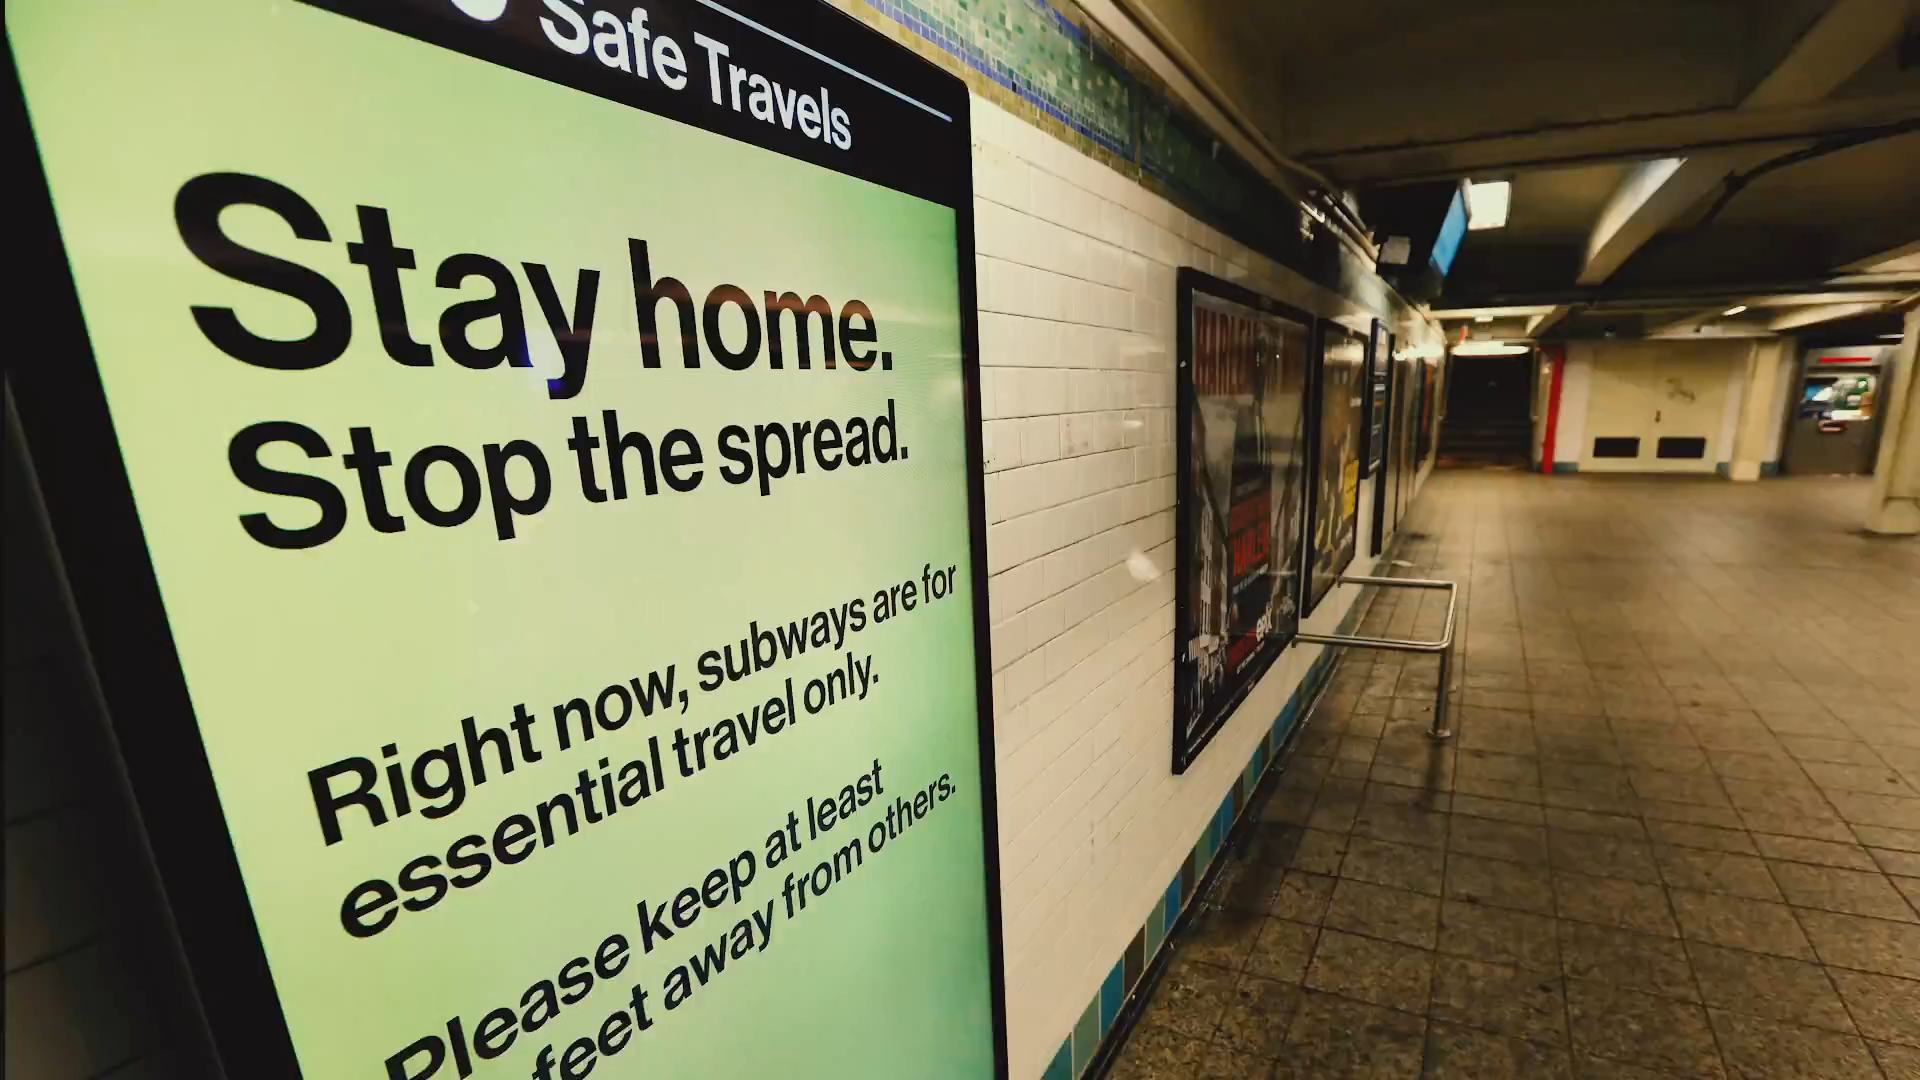 Safe Travels
Stay home.
Stop the spread.
Right now, subways are for
essential travel only.
Please keep at least
feet away from others.
HARLEM